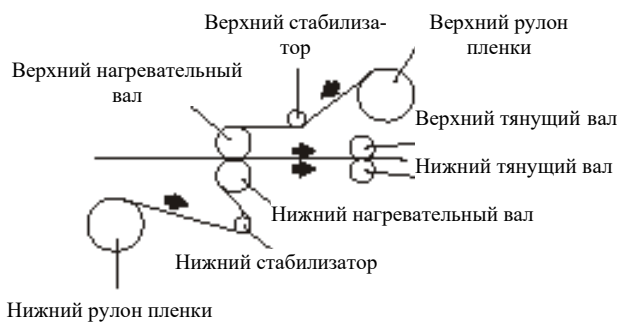 Верхний стабилиза-
тор
Верхний рулон
пленки
Верхний нагревательный
вал
Верхний тянущий вал
Нижний тянущий вал
Нижний нагревательный вал
Нижний стабилизатор
Нижний рулон пленки